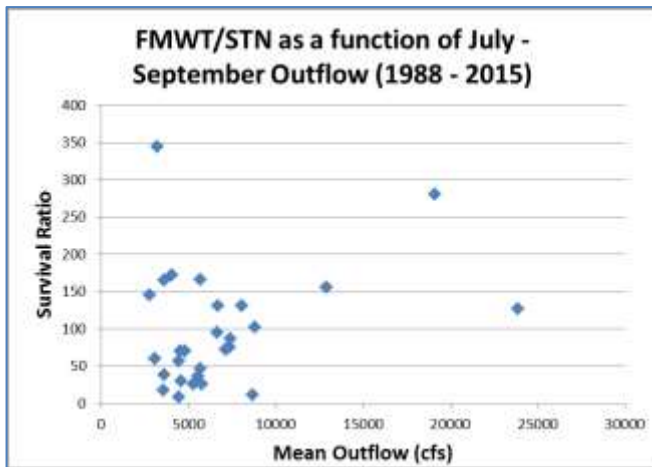 FMWT/STN as a function of July -
September Outflow (1988 - 2015)
400
350
300
250
200
150
100
50
0
Survival Ratio
0 5000 10000 15000 20000 25000 30000
Mean Outflow (cfs)